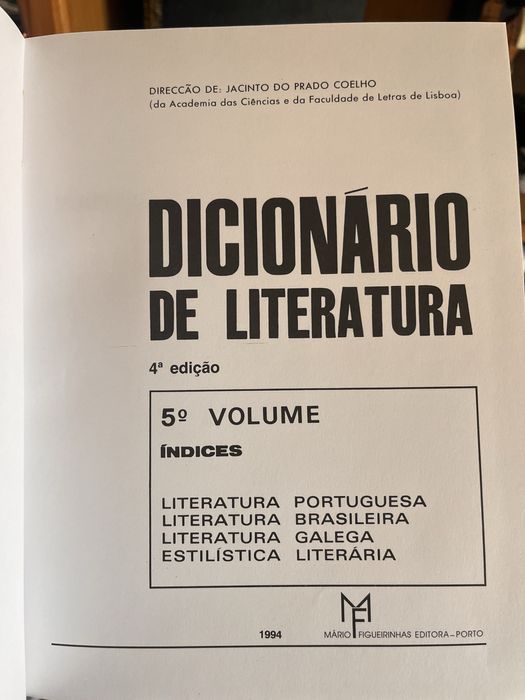 DIRECCÃO DE: JACINTO DO PRADO COELHO
(da Academia das Ciências e da Faculdade de Letras de Lisboa)
DICIONÁRIO
DE LITERATURA
4ª edição
5º VOLUME
ÍNDICES
LITERATURA PORTUGUESA
LITERATURA BRASILEIRA
LITERATURA GALEGA
ESTILÍSTICA LITERÁRIA
MF
1994 MÁRIO FIGUEIRINHAS EDITORA–PORTO